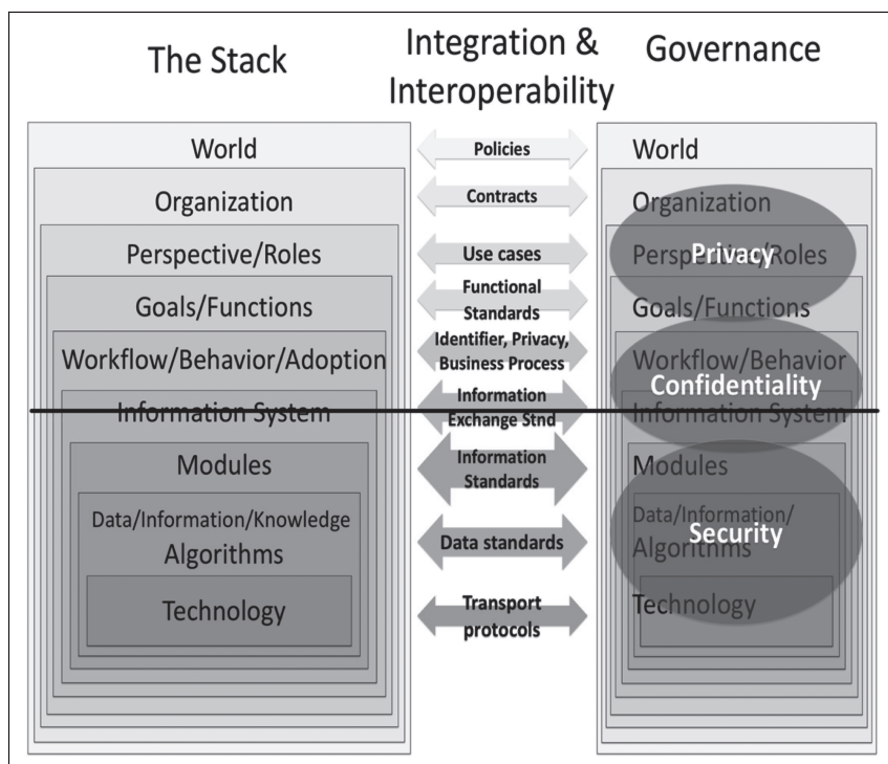 The Stack
Integration &
Interoperability
Governance
World
Organization
Perspective/Roles
Goals/Functions
Workflow/Behavior/Adoption
Information System
Modules
Data/Information/Knowledge
Algorithms
Technology
Policies
Contracts
Use cases
Functional
Standards
Identifier, Privacy,
Business Process
Information
Exchange Stnd
Information
Standards
Data standards
Transport
protocols
World
Organization
Perspective/Roles
Privacy
Goals/Functions
Workflow/Behavior
Confidentiality
Information System
Modules
Data/Information/
Security
Algorithms
Technology